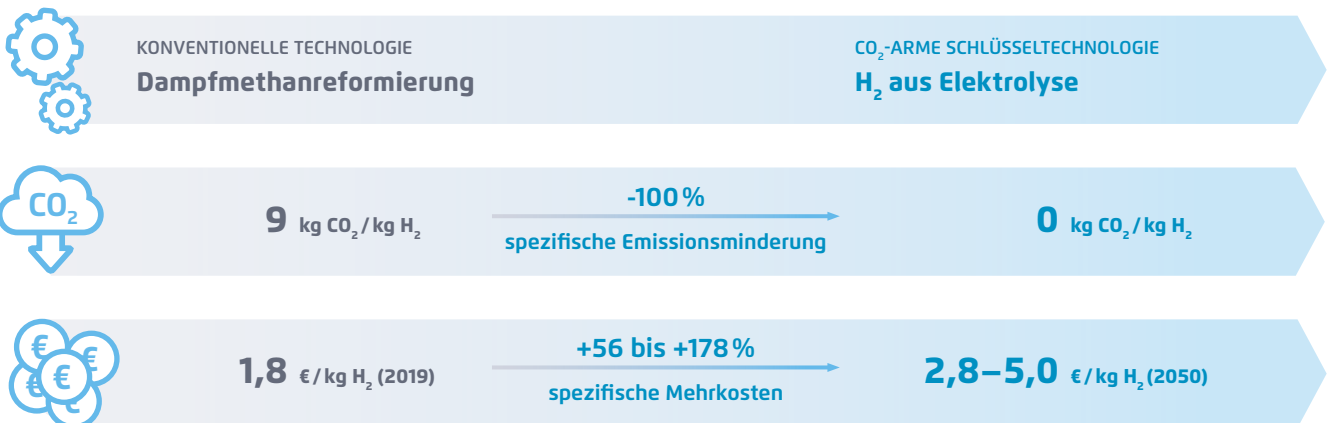 KONVENTIONELLE TECHNOLOGIE
Dampfmethanreformierung
CO₂-ARME SCHLÜSSELTECHNOLOGIE
H₂ aus Elektrolyse
CO₂
9 kg CO₂/kg H₂
-100 %
spezifische Emissionsminderung
0 kg CO₂/kg H₂
€ € € € €
1,8 €/kg H₂ (2019)
+56 bis +178 %
spezifische Mehrkosten
2,8–5,0 €/kg H₂ (2050)